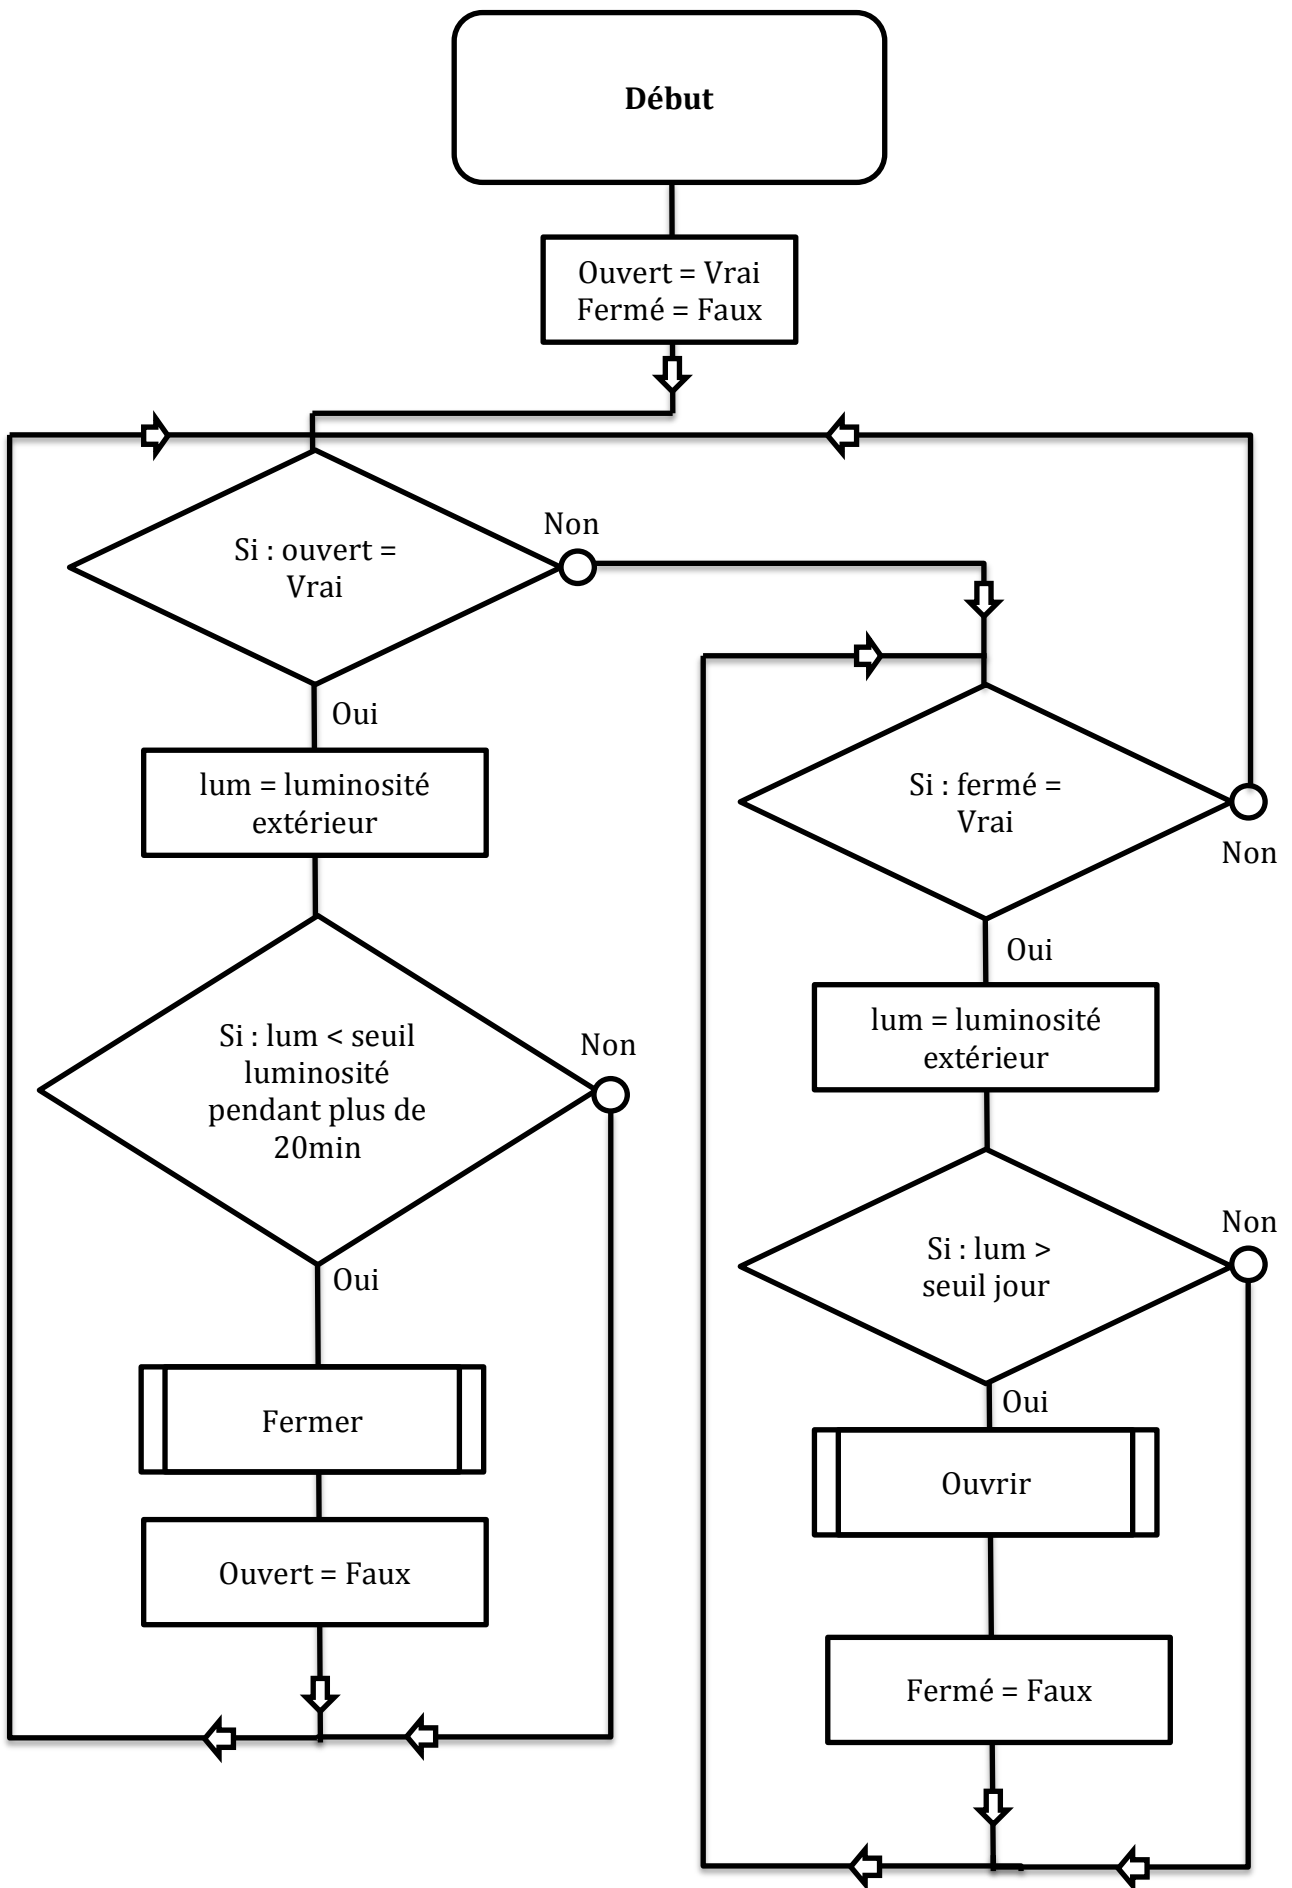 Début
Ouvert = Vrai
Fermé = Faux
Si : ouvert =
Vrai
Non
Oui
lum = luminosité
extérieur
Si : lum < seuil
luminosité
pendant plus de
20min
Non
Oui
Fermer
Ouvert = Faux
Si : fermé =
Vrai
Non
Oui
lum = luminosité
extérieur
Si : lum >
seuil jour
Non
Oui
Ouvrir
Fermé = Faux